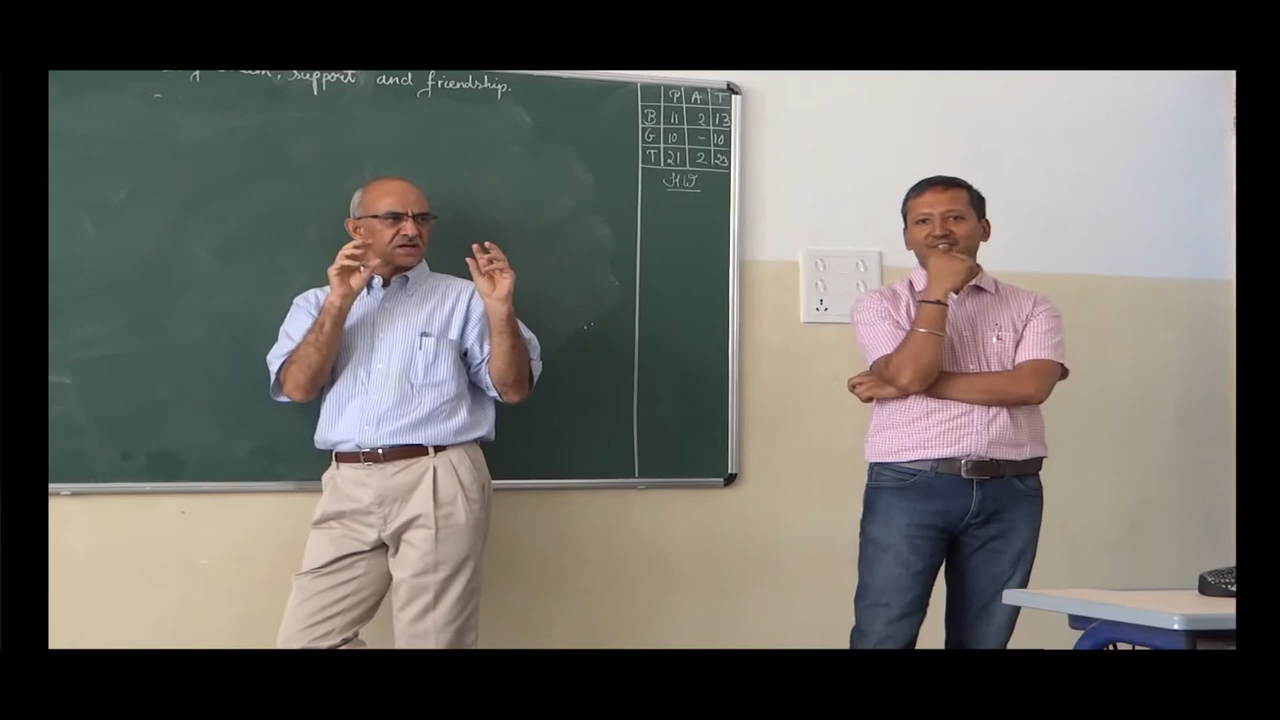 support and friendship.
P A T
B 11 2 13
G 10 - 10
T 21 2 23
HW